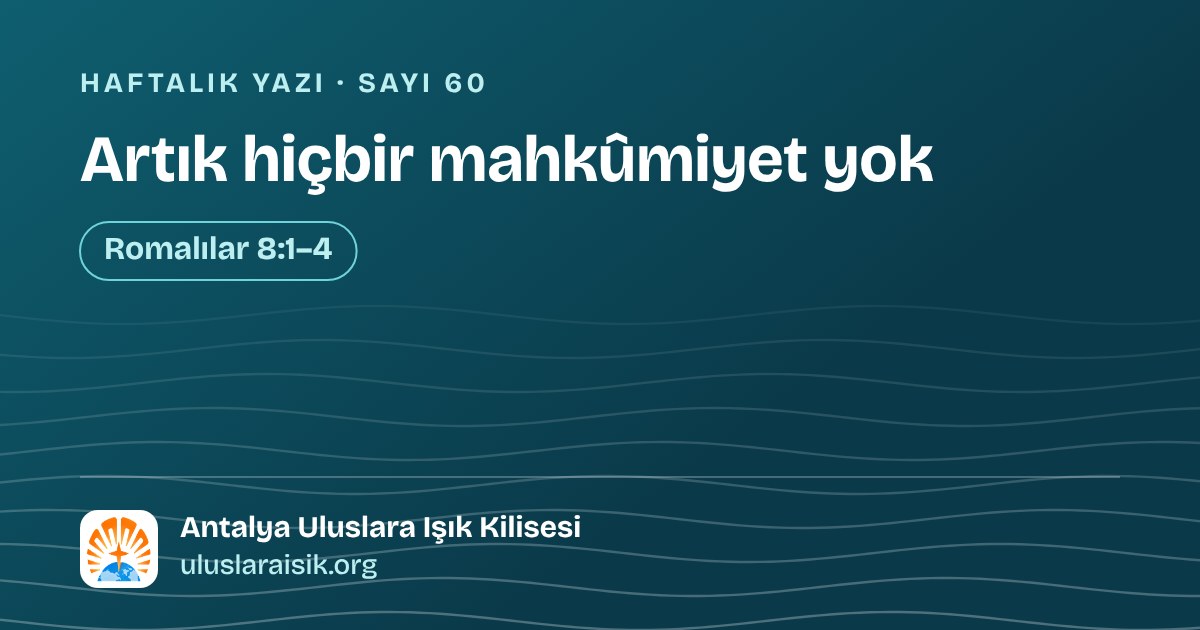 HAFTALIK YAZI · SAYI 60
Artık hiçbir mahkûmiyet yok
Romalılar 8:1–4
Antalya Uluslara Işık Kilisesi
uluslaraisik.org